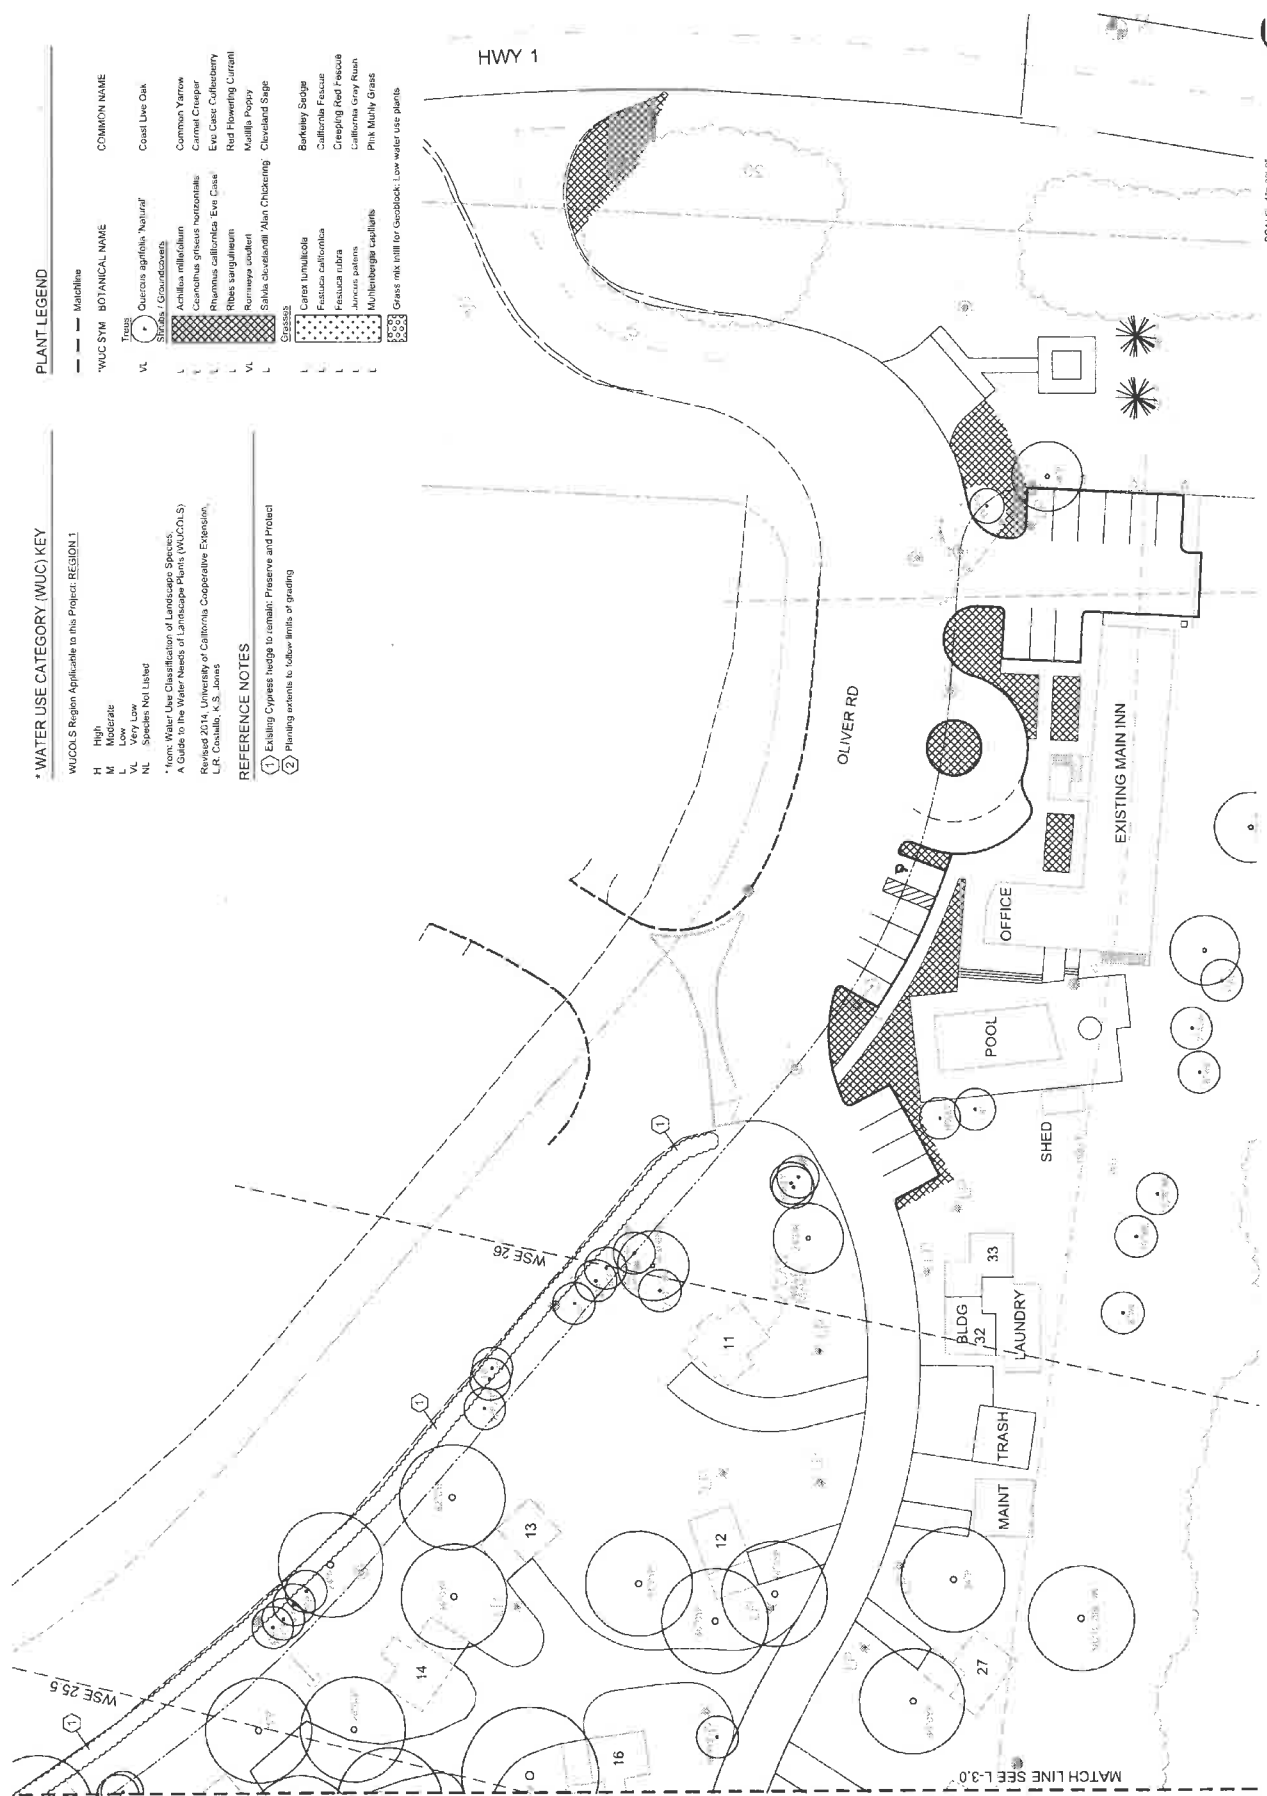 PLANT LEGEND
Matchline
*WUC SYM BOTANICAL NAME COMMON NAME
Trees
VL Quercus agrifolia 'Natural' Coast Live Oak
Shrubs / Groundcovers
L Achillea millefolium Common Yarrow
L Ceanothus griseus horizontalis Carmel Creeper
L Rhamnus californica 'Eve Case' Eve Case Coffeeberry
L Ribes sanguineum Red Flowering Currant
VL Romneya coulteri Matilija Poppy
L Salvia clevelandii 'Alan Chickering' Cleveland Sage
Grasses
L Carex tumulicola Berkeley Sedge
L Festuca californica California Fescue
L Festuca rubra Creeping Red Fescue
L Juncus patens California Gray Rush
L Muhlenbergia capillaris Pink Muhly Grass
Grass mix infill for Geoblock: Low water use plants
* WATER USE CATEGORY (WUC) KEY
WUCOLS Region Applicable to this Project: REGION 1
H High
M Moderate
L Low
VL Very Low
NL Species Not Listed
* from: Water Use Classification of Landscape Species:
A Guide to the Water Needs of Landscape Plants (WUCOLS)
Revised 2014, University of California Cooperative Extension,
L.R. Costello, K.S. Jones
REFERENCE NOTES
1 Existing Cypress hedge to remain: Preserve and Protect
2 Planting extents to follow limits of grading
HWY 1
OLIVER RD
EXISTING MAIN INN
OFFICE
POOL
SHED
33
BLDG
32
LAUNDRY
TRASH
MAINT
11
12
13
14
16
27
1
1
1
WSE 26
WSE 25.5
20
MATCH LINE SEE L-3.0